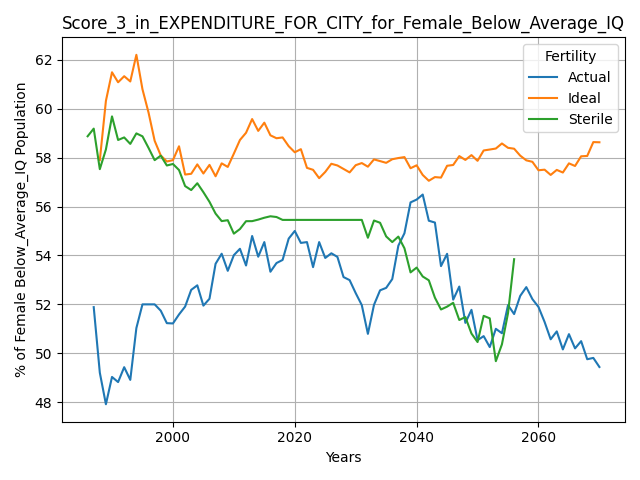 Score_3_in_EXPENDITURE_FOR_CITY_for_Female_Below_Average_IQ
% of Female Below_Average_IQ Population
62
60
58
56
54
52
50
48
Fertility
Actual
Ideal
Sterile
2000
2020
2040
2060
Years